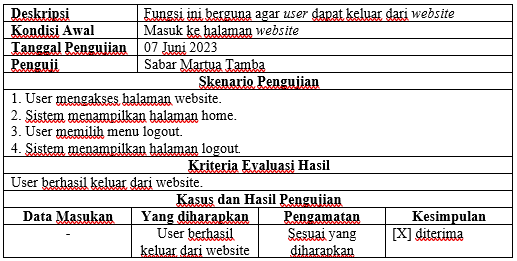 Deskripsi Fungsi ini berguna agar user dapat keluar dari website
Kondisi Awal Masuk ke halaman website
Tanggal Pengujian 07 Juni 2023
Penguji Sabar Martua Tamba
Skenario Pengujian
1. User mengakses halaman website.
2. Sistem menampilkan halaman home.
3. User memilih menu logout.
4. Sistem menampilkan halaman logout.
Kriteria Evaluasi Hasil
User berhasil keluar dari website.
Kasus dan Hasil Pengujian
Data Masukan Yang diharapkan Pengamatan Kesimpulan
- User berhasil Sesuai yang [X] diterima
keluar dari website diharapkan